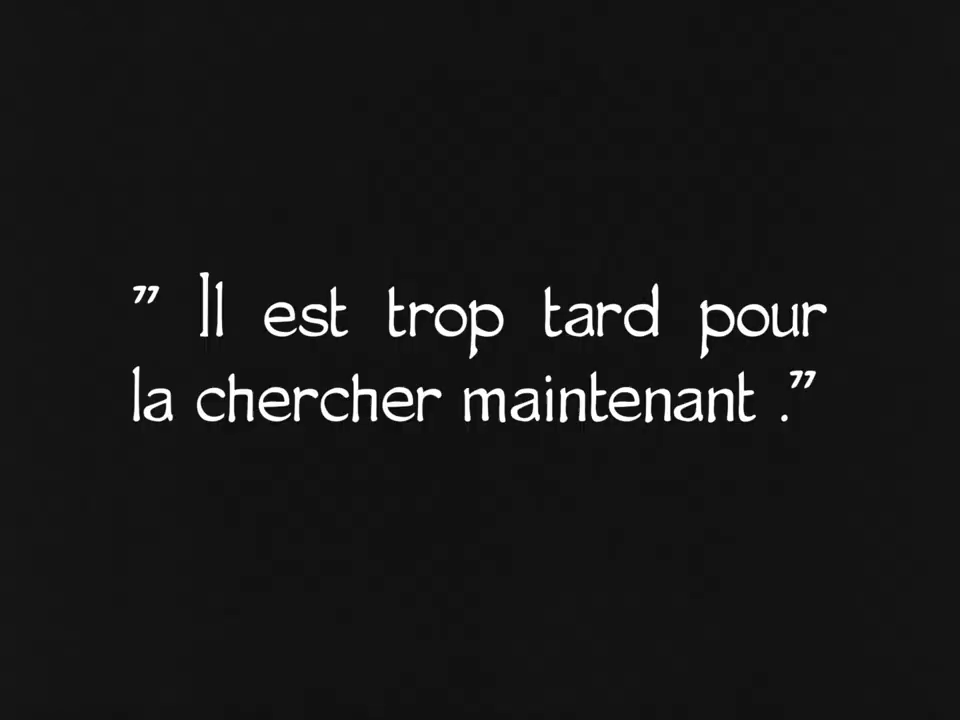 ” Il est trop tard pour
la chercher maintenant .”